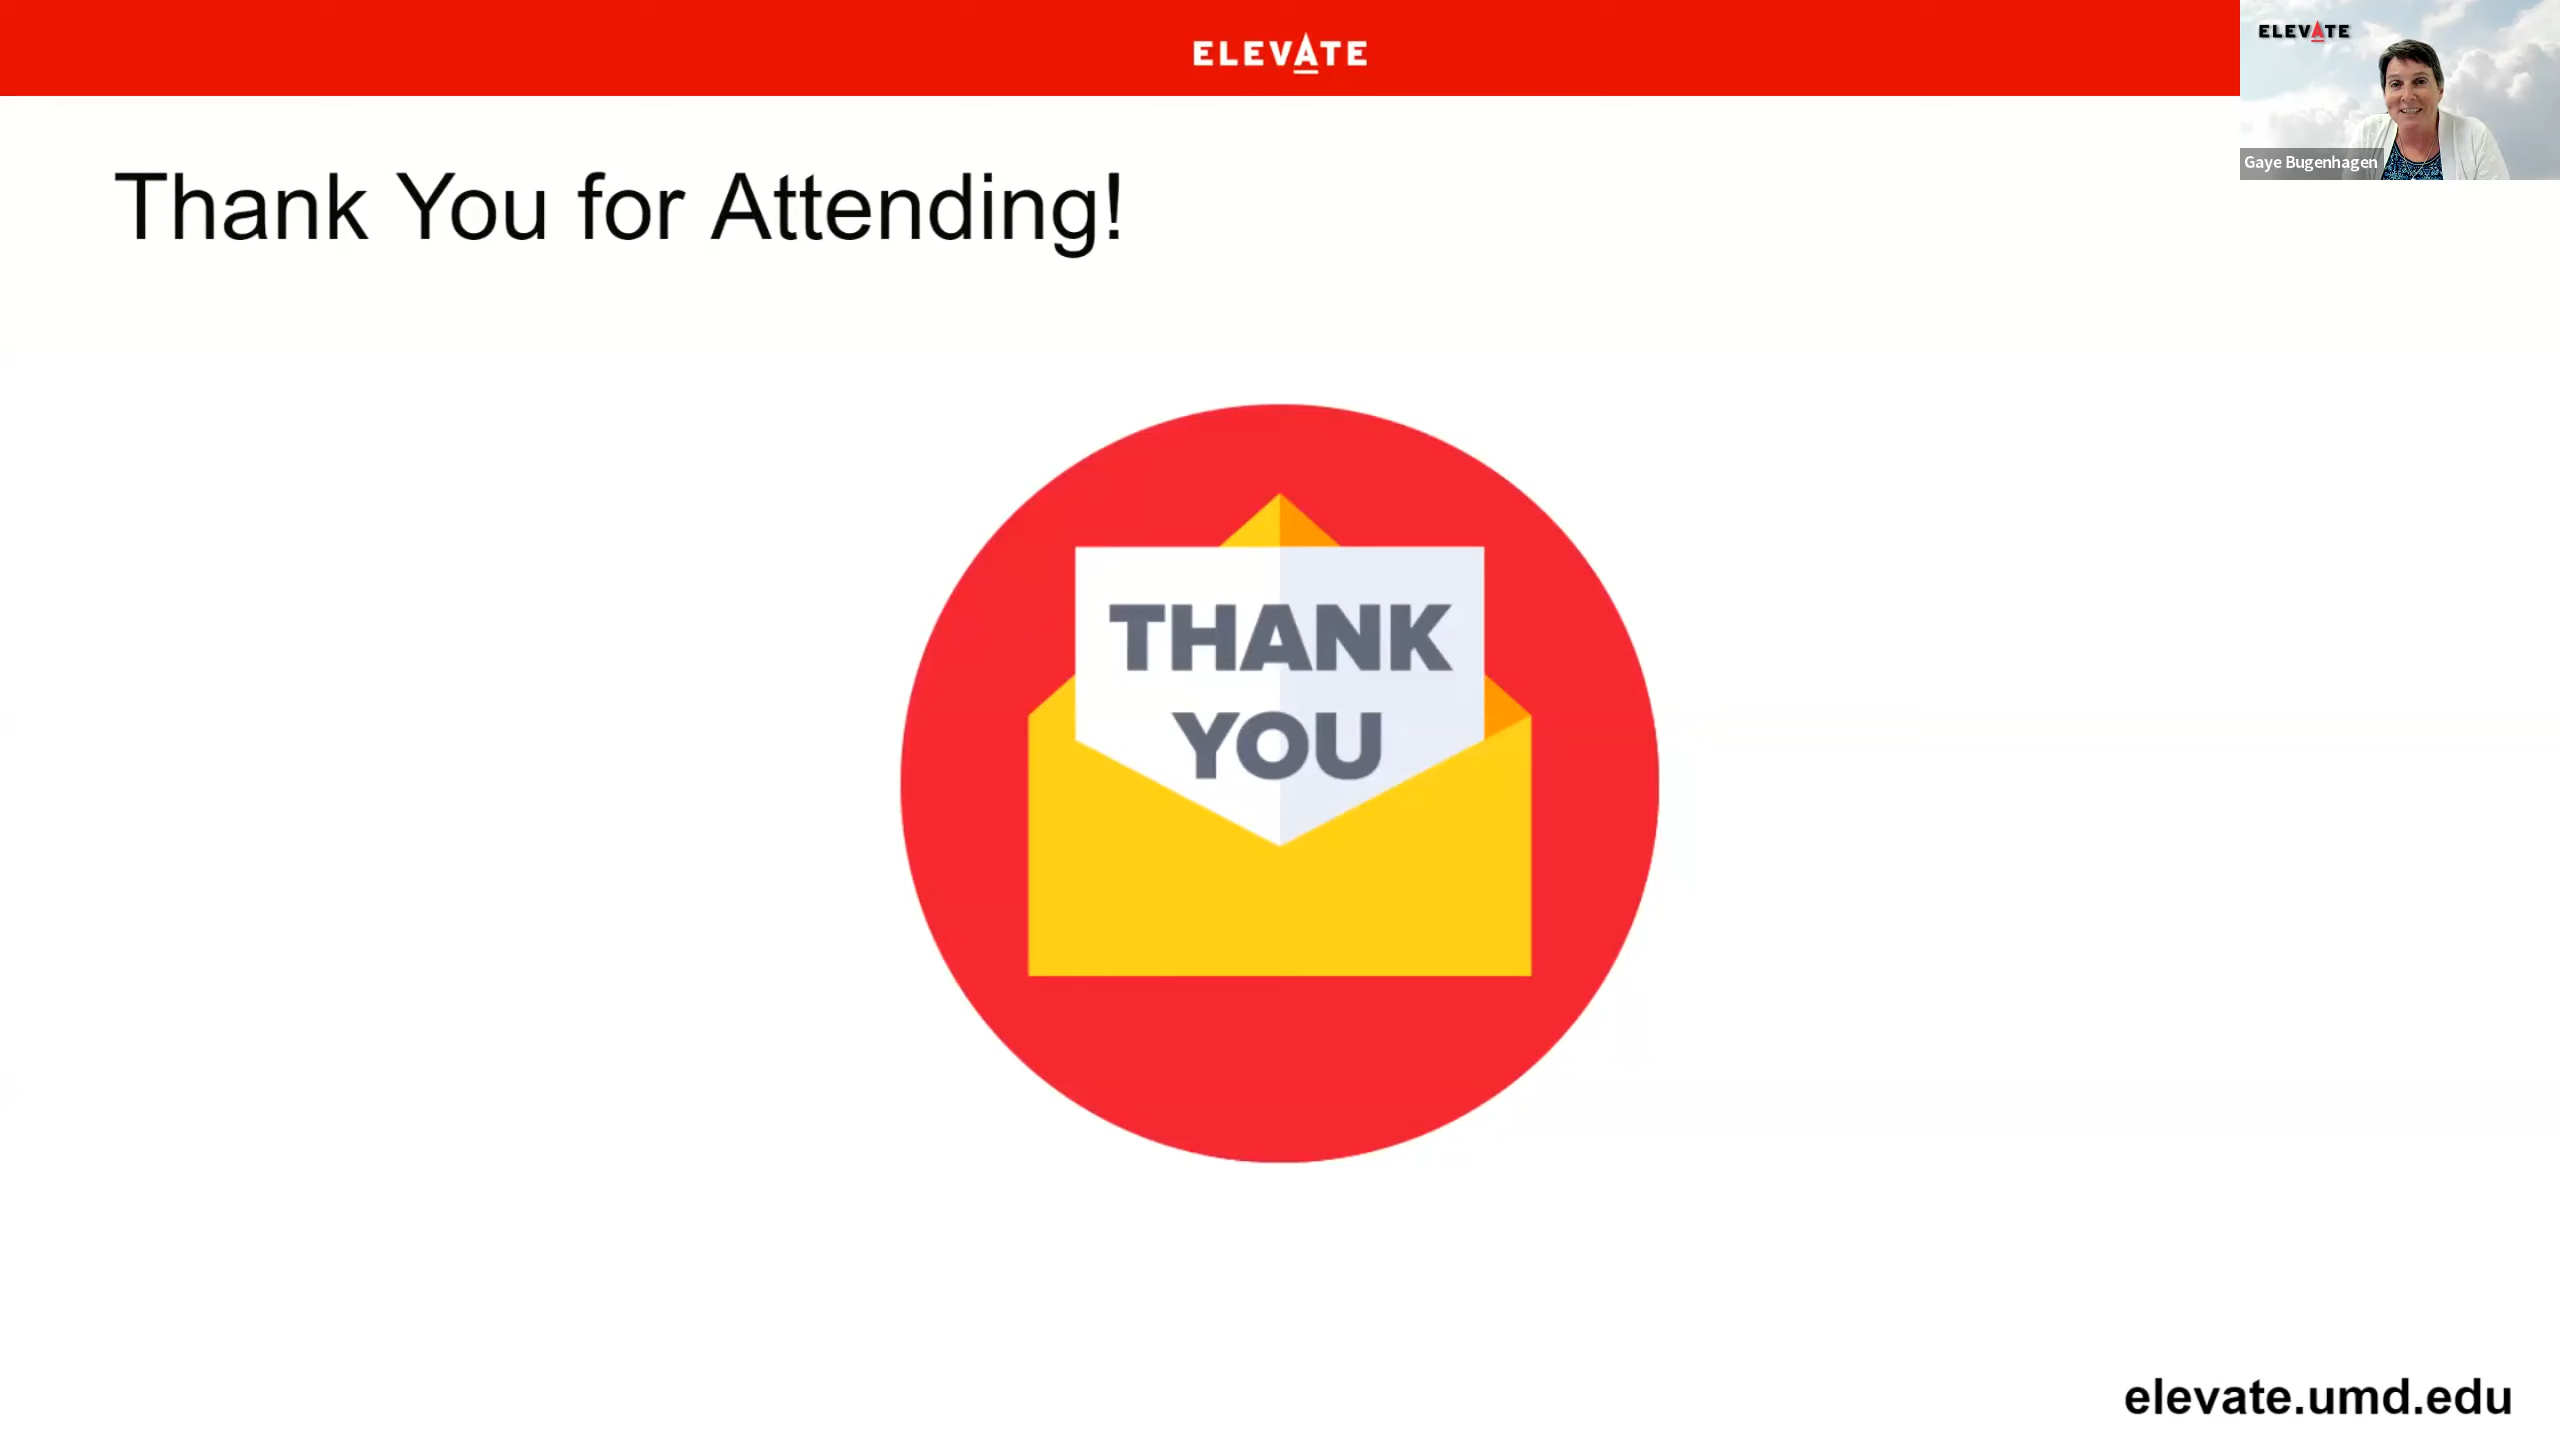 ELEVATE
ELEVATE
Gaye Bugenhagen
Thank You for Attending!
THANK
YOU
elevate.umd.edu